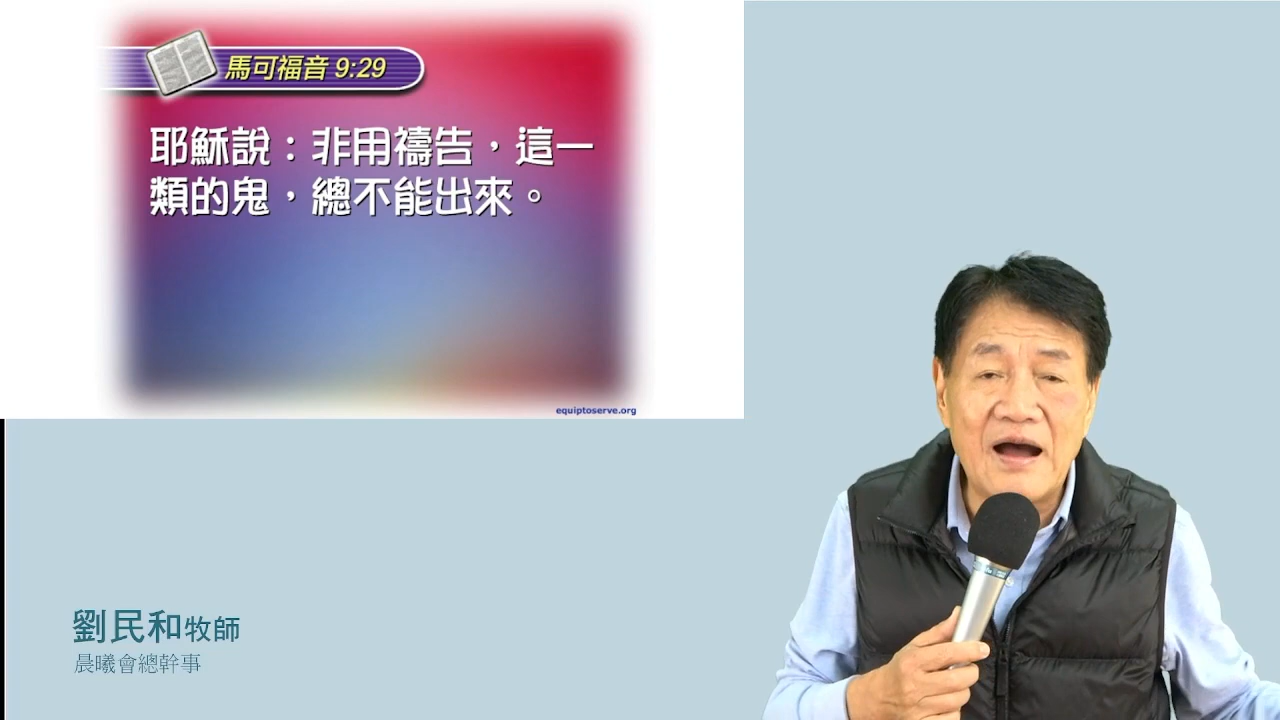 馬可福音 9:29
耶穌說：非用禱告，這一
類的鬼，總不能出來。
equiptoserve.org
劉民和牧師
晨曦會總幹事